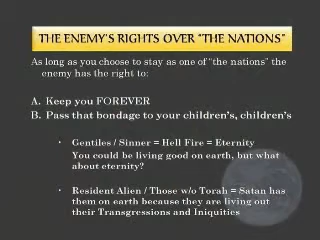 THE ENEMY'S RIGHTS OVER "THE NATIONS"
As long as you choose to stay as one of "the nations" the
enemy has the right to:
A. Keep you FOREVER
B. Pass that bondage to your children's, children's
• Gentiles / Sinner = Hell Fire = Eternity
You could be living good on earth, but what
about eternity?
• Resident Alien / Those w/o Torah = Satan has
them on earth because they are living out
their Transgressions and Iniquities